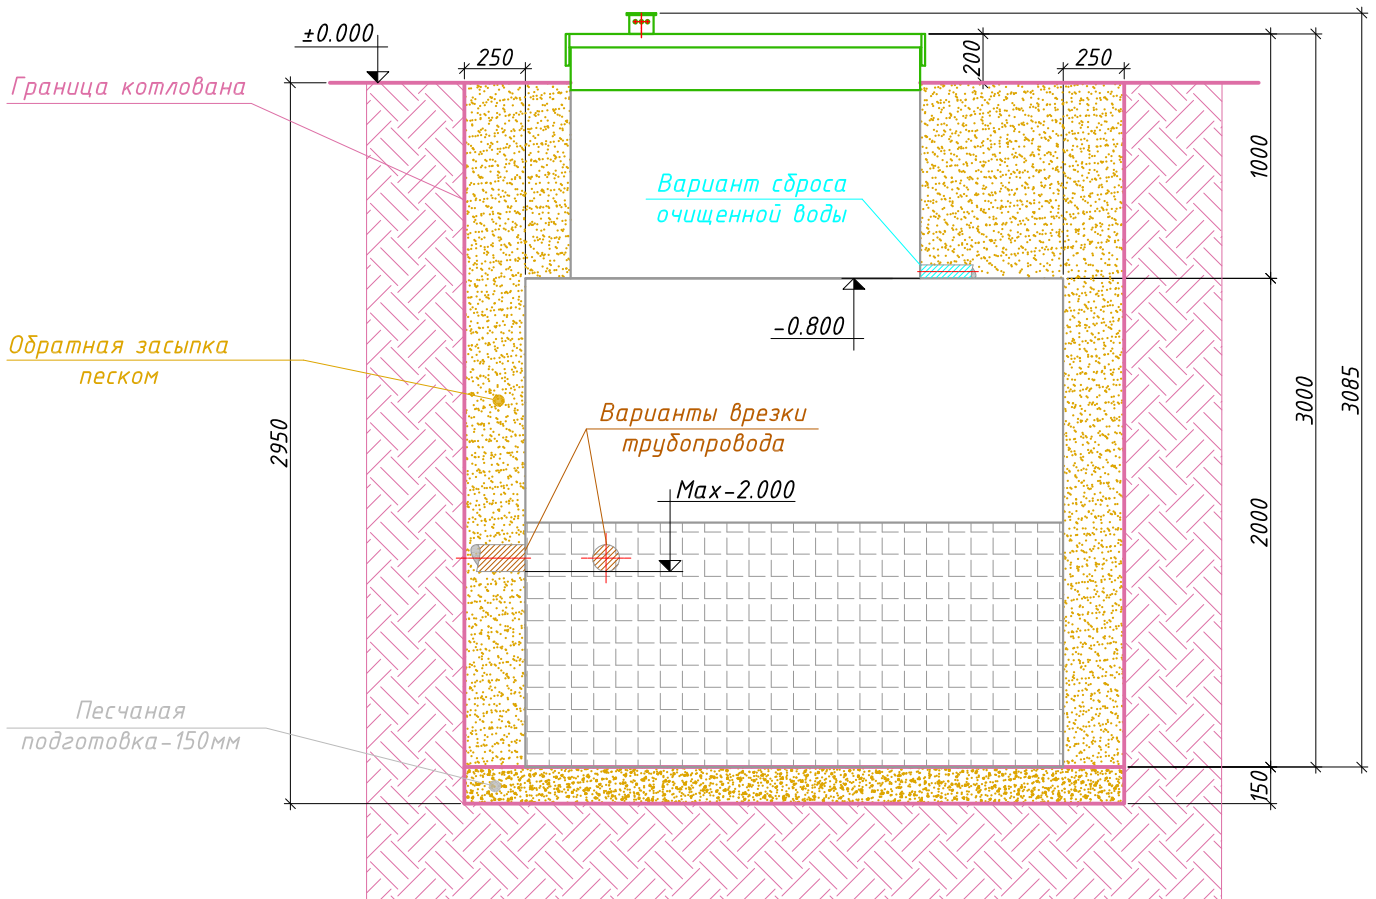 ±0.000
250
200
250
Граница котлована
1000
Вариант сброса
очищенной воды
-0.800
Обратная засыпка
песком
3085
3000
2950
Варианты врезки
трубопровода
Max-2.000
2000
Песчаная
подготовка-150мм
150